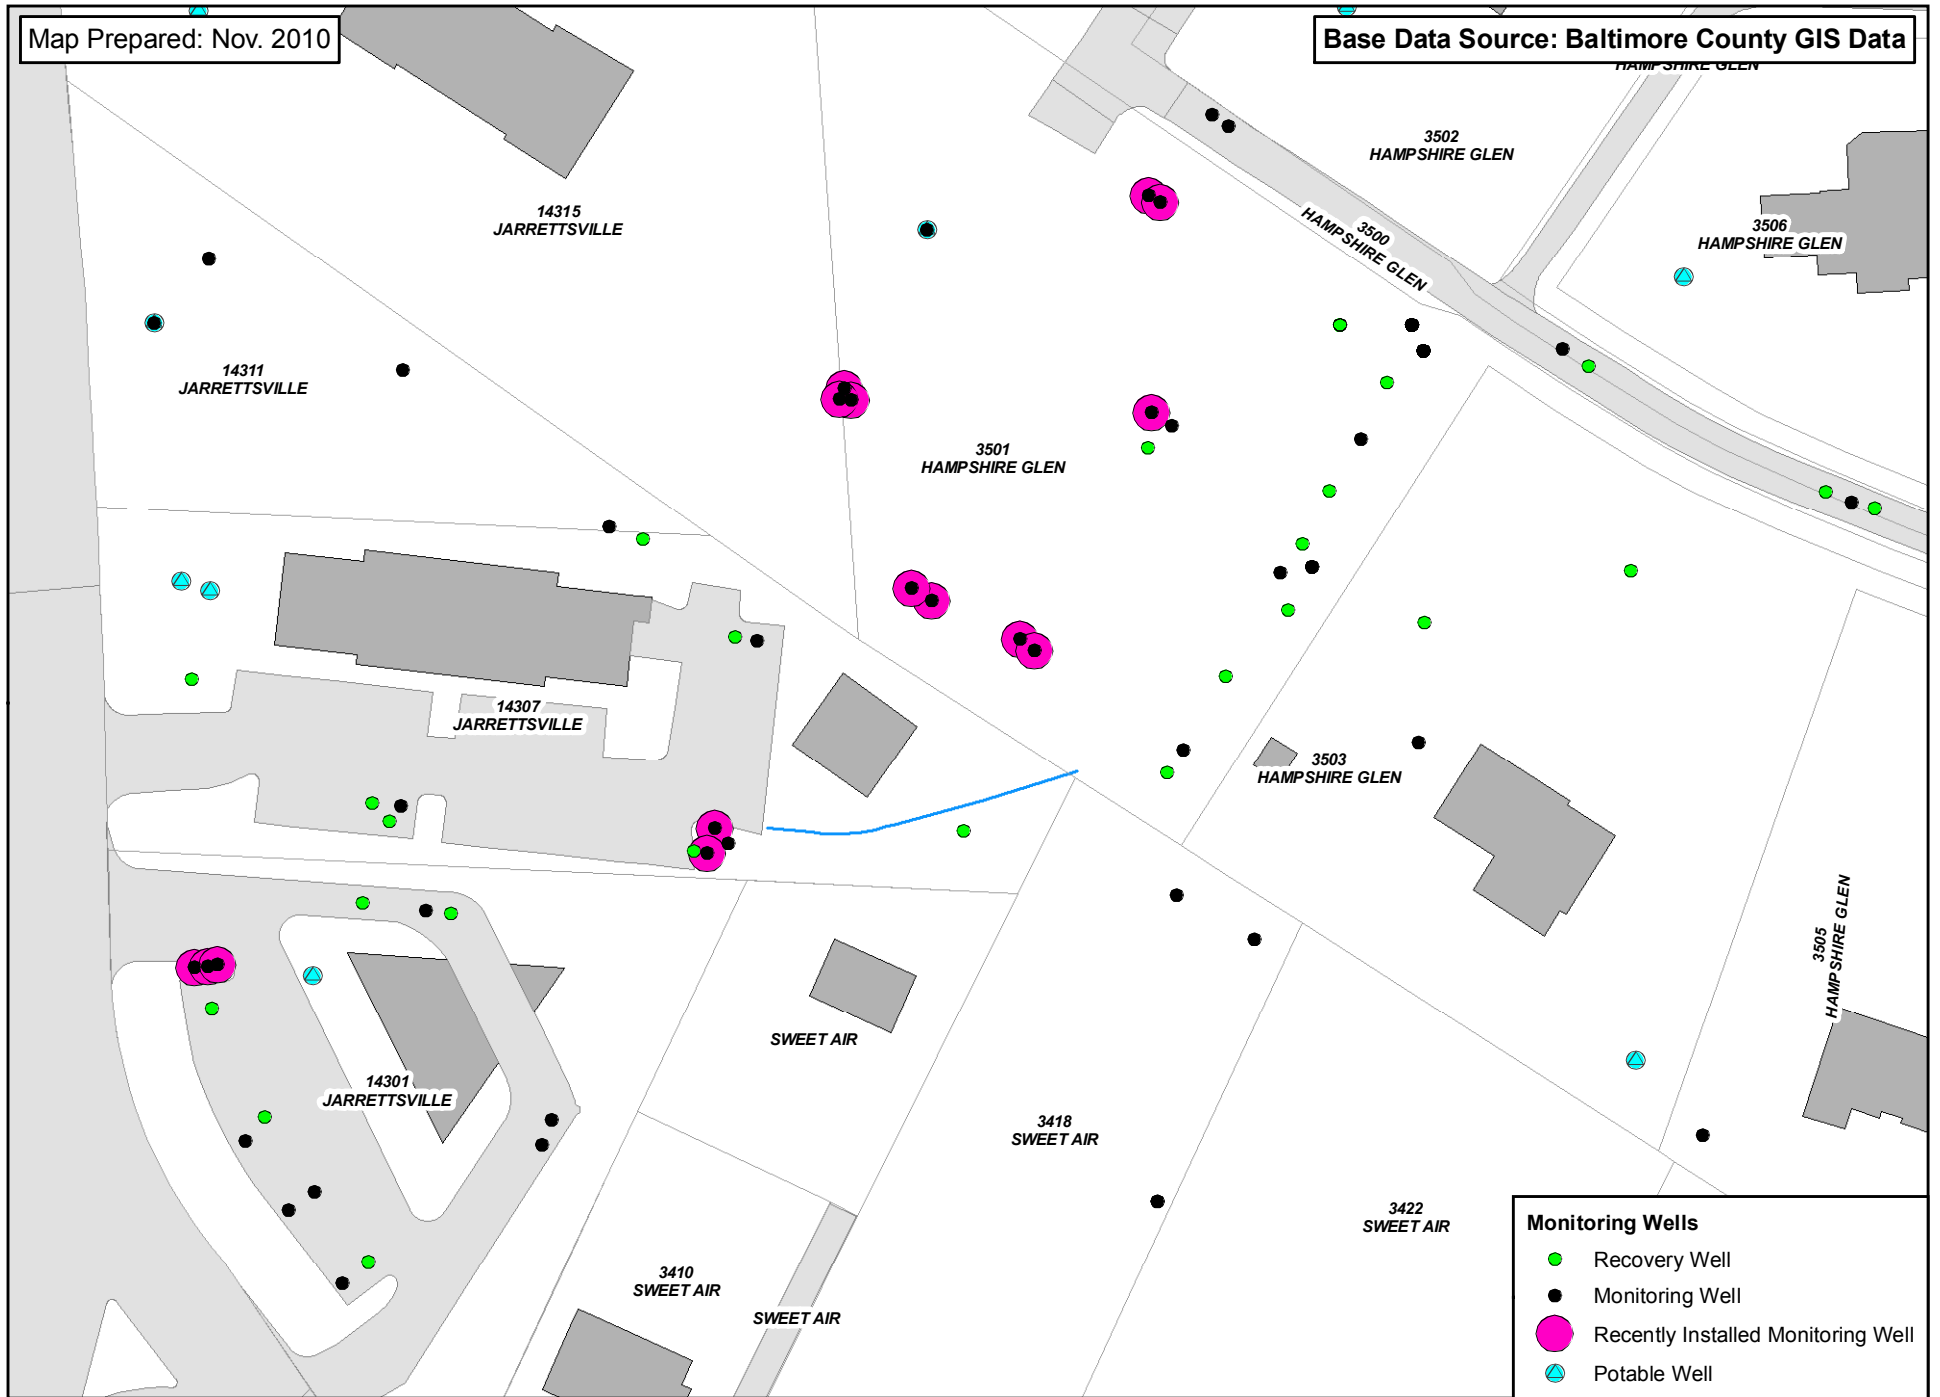 Map Prepared: Nov. 2010
Base Data Source: Baltimore County GIS Data
HAMPSHIRE GLEN
3502
HAMPSHIRE GLEN
14315
JARRETTSVILLE
3500
HAMPSHIRE GLEN
3506
HAMPSHIRE GLEN
14311
JARRETTSVILLE
3501
HAMPSHIRE GLEN
14307
JARRETTSVILLE
3503
HAMPSHIRE GLEN
3505
HAMPSHIRE GLEN
SWEET AIR
14301
JARRETTSVILLE
3418
SWEET AIR
3422
SWEET AIR
3410
SWEET AIR
SWEET AIR
Monitoring Wells
Recovery Well
Monitoring Well
Recently Installed Monitoring Well
Potable Well